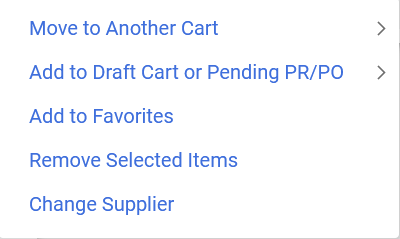 Move to Another Cart
Add to Draft Cart or Pending PR/PO
Add to Favorites
Remove Selected Items
Change Supplier